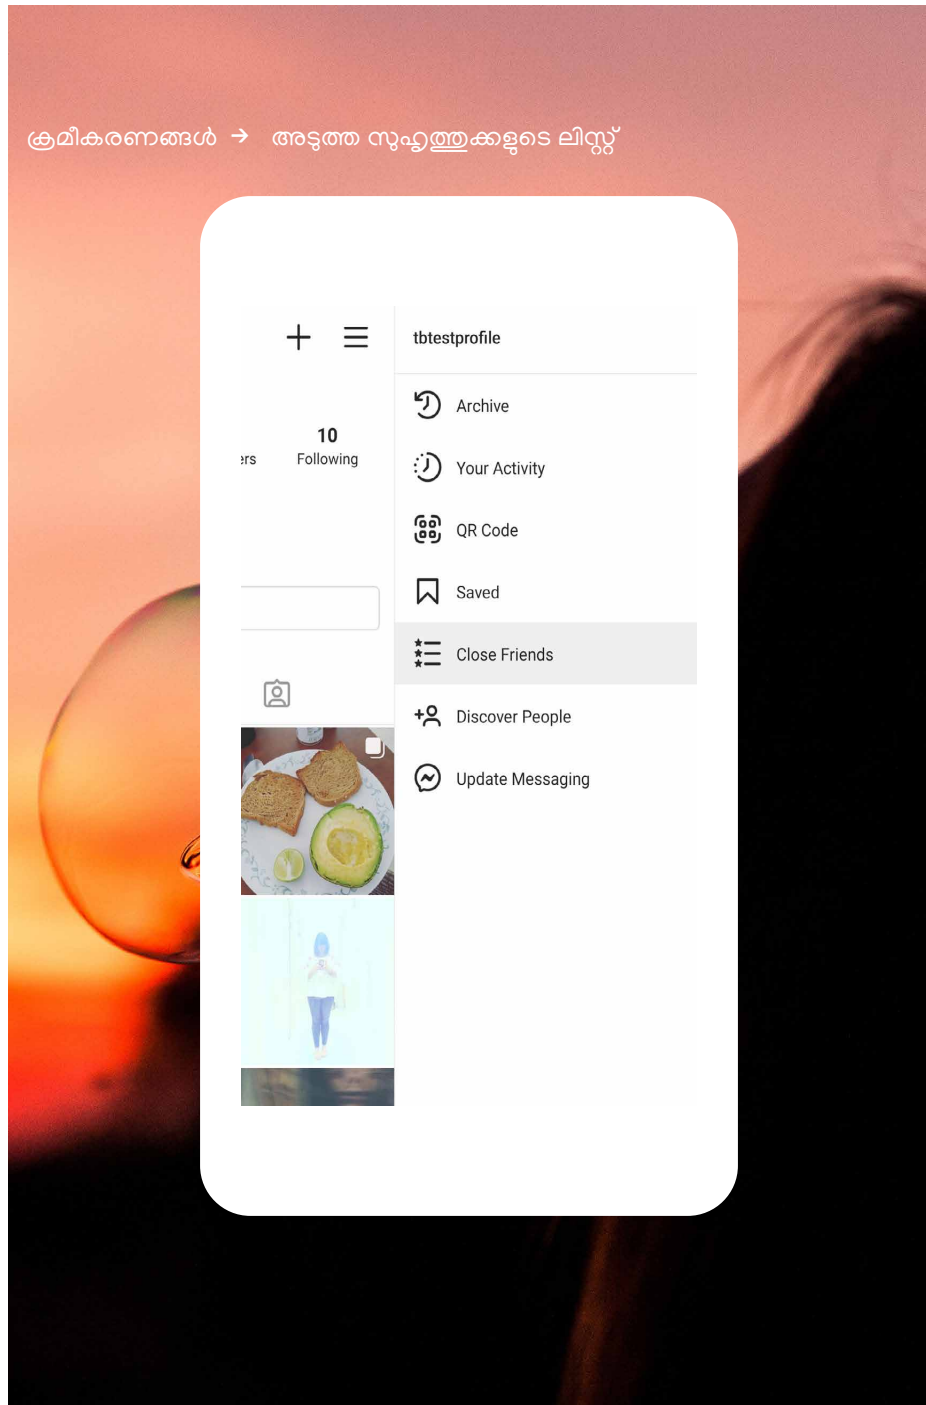 ക്രമീകരണങ്ങൾ → അടുത്ത സുഹൃത്തുക്കളുടെ ലിസ്റ്റ്
tbtestprofile
10
ers Following
Archive
Your Activity
QR Code
Saved
Close Friends
Discover People
Update Messaging